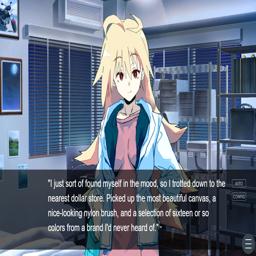 "I just sort of found myself in the mood, so I trotted down to the
nearest dollar store. Picked up the most beautiful canvas, a
nice-looking nylon brush, and a selection of sixteen or so
colors from a brand I'd never heard of."
AUTO
CONFIG